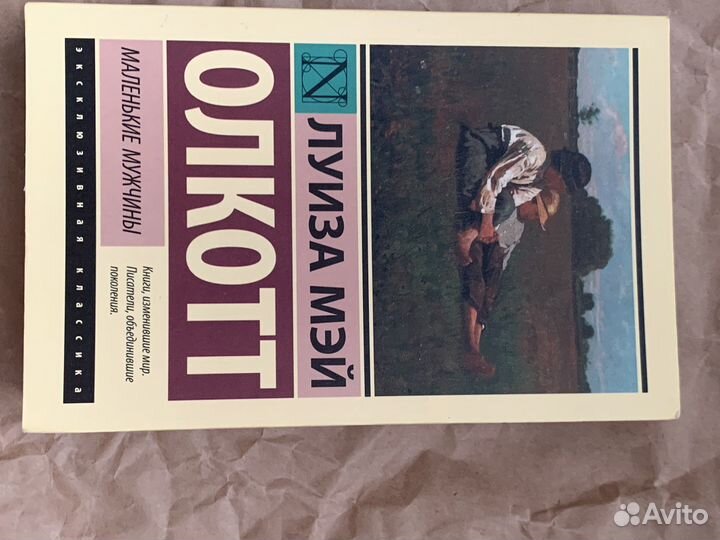 ЛУИЗА МЭЙ
ОЛКОТТ
МАЛЕНЬКИЕ МУЖЧИНЫ
Книги, изменившие мир.
Писатели, объединившие
поколения.
ЭКСКЛЮЗИВНАЯ КЛАССИКА
Avito